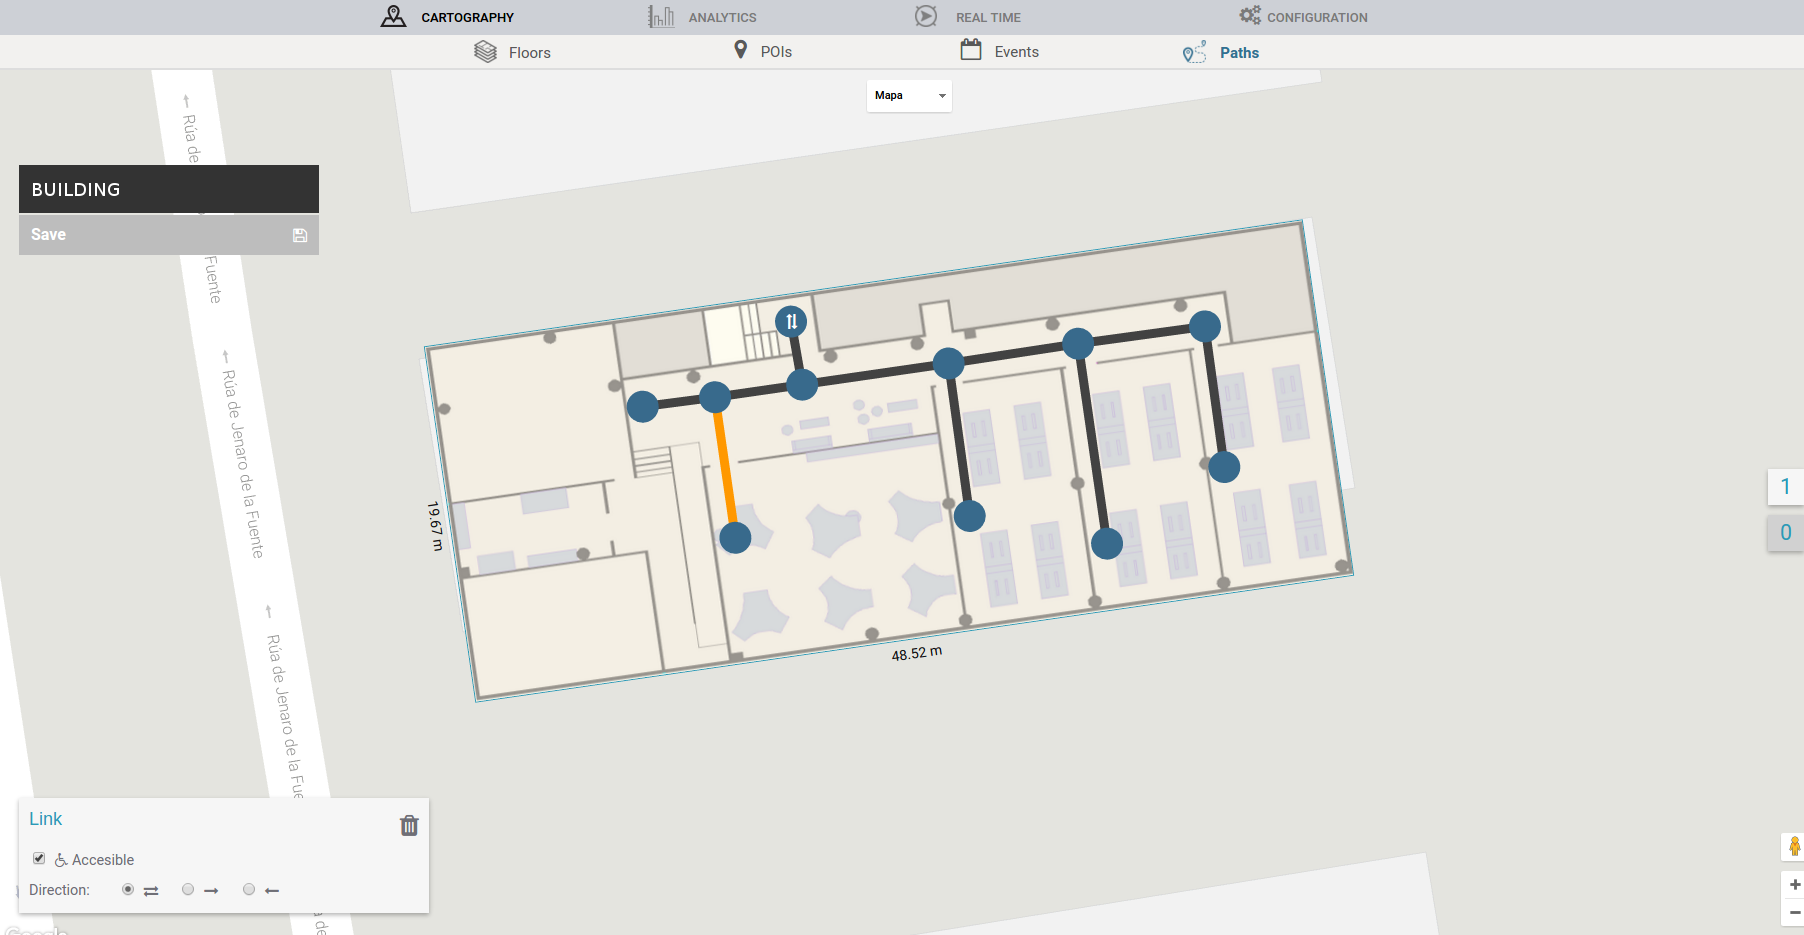 CARTOGRAPHY
ANALYTICS
REAL TIME
CONFIGURATION
Floors
POIs
Events
Paths
Mapa
Rúa de
BUILDING
Save
Fuente
Rúa de Jenaro de la Fuente
19.67 m
48.52 m
1
0
Rúa de Jenaro de la Fue
Link
Accesible
Direction:
a de